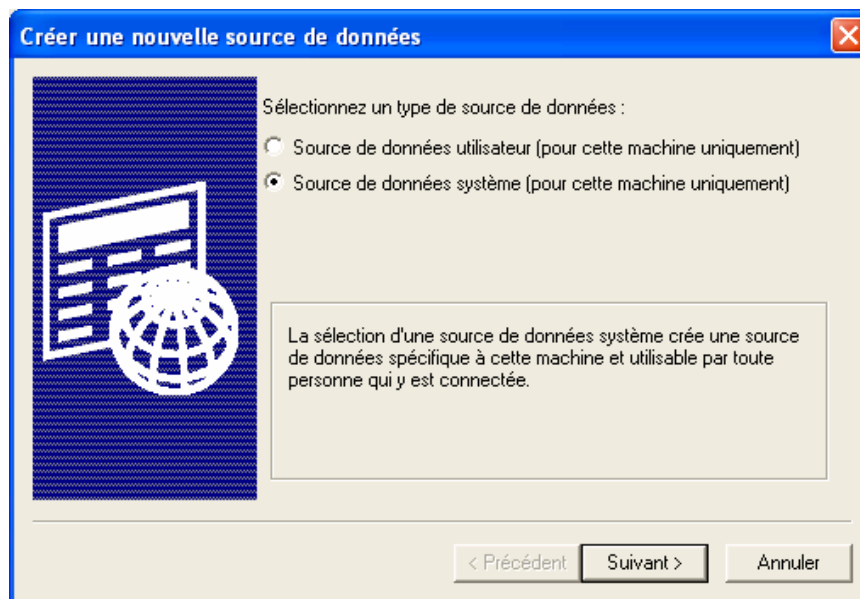 Créer une nouvelle source de données
Sélectionnez un type de source de données :
Source de données utilisateur (pour cette machine uniquement)
Source de données système (pour cette machine uniquement)
La sélection d'une source de données système crée une source
de données spécifique à cette machine et utilisable par toute
personne qui y est connectée.
< Précédent
Suivant >
Annuler